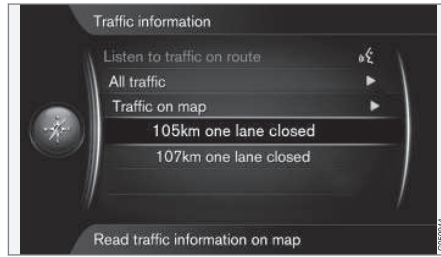 Traffic information
Listen to traffic on route
All traffic
Traffic on map
105km one lane closed
107km one lane closed
Read traffic information on map